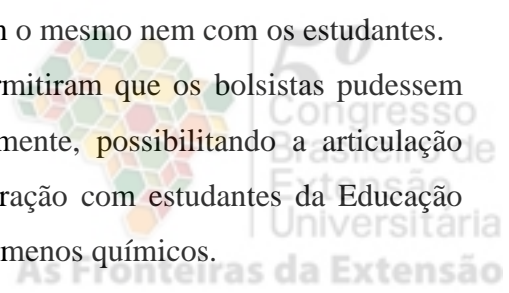 o mesmo nem com os estudantes.
rmitiram que os bolsistas pudessem
mente, possibilitando a articulação
ração com estudantes da Educação
menos químicos.
5º
Congresso
Brasileiro de
Extensão
Universitária
As Fronteiras da Extensão